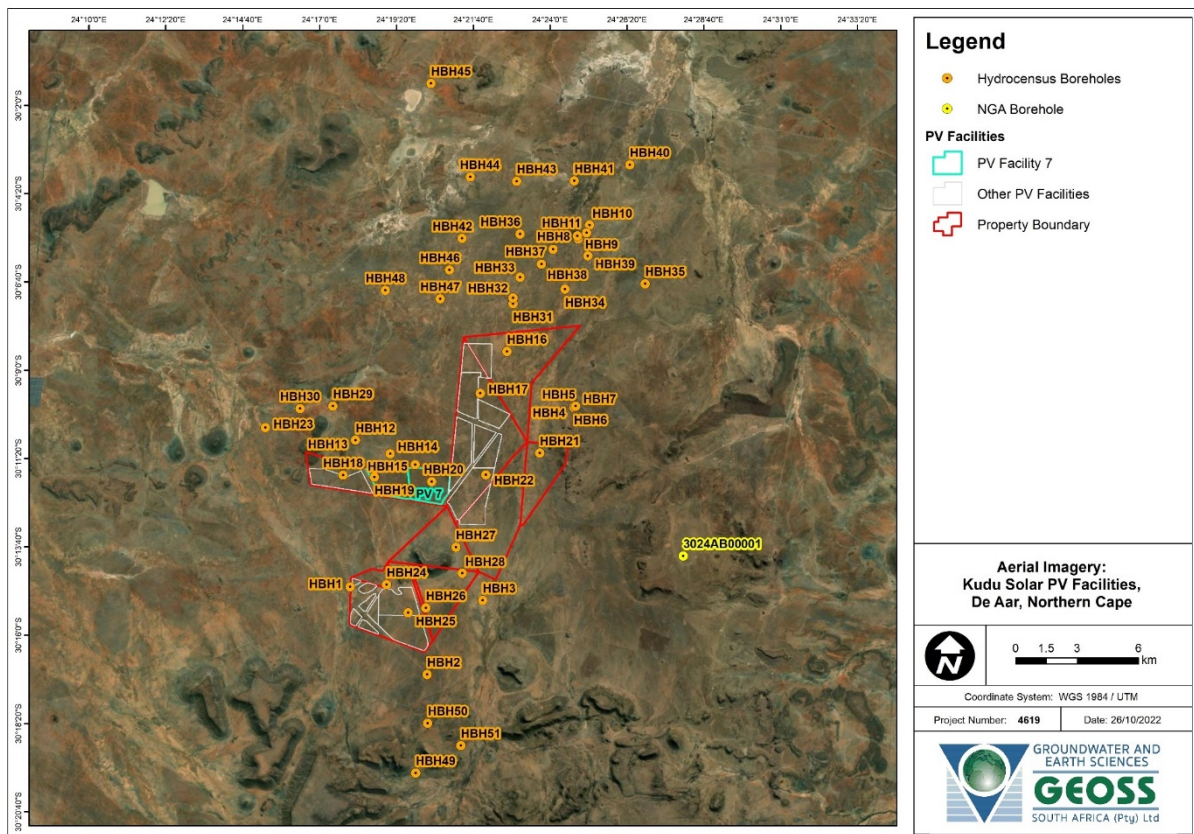 24°10'0"E
24°12'20"E
24°14'40"E
24°17'0"E
24°19'20"E
24°21'40"E
24°24'0"E
24°26'20"E
24°28'40"E
24°31'0"E
24°33'20"E
30°2'0"S
30°4'20"S
30°6'40"S
30°9'0"S
30°11'20"S
30°13'40"S
30°16'0"S
30°18'20"S
30°20'40"S
HBH45
HBH40
HBH44
HBH43
HBH41
HBH10
HBH11
HBH36
HBH42
HBH8
HBH9
HBH37
HBH39
HBH46
HBH33
HBH38
HBH35
HBH48
HBH47
HBH32
HBH34
HBH31
HBH16
HBH17
HBH5
HBH7
HBH30
HBH29
HBH4
HBH6
HBH23
HBH12
HBH13
HBH14
HBH21
HBH18
HBH15
HBH20
HBH22
HBH19
PV 7
HBH27
3024AB00001
HBH28
HBH24
HBH1
HBH3
HBH26
HBH25
HBH2
HBH50
HBH51
HBH49
Legend
Hydrocensus Boreholes
NGA Borehole
PV Facilities
PV Facility 7
Other PV Facilities
Property Boundary
Aerial Imagery:
Kudu Solar PV Facilities,
De Aar, Northern Cape
N
0 1.5 3 6
km
Coordinate System: WGS 1984 / UTM
Project Number: 4619
Date: 26/10/2022
GROUNDWATER AND
EARTH SCIENCES
GEOSS
SOUTH AFRICA (Pty) Ltd